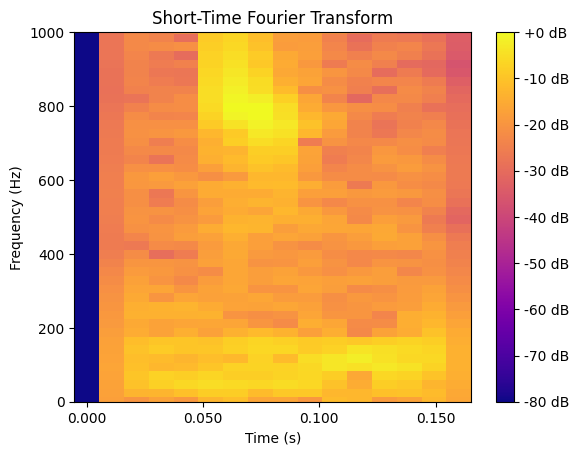 Short-Time Fourier Transform
1000
800
600
400
200
0
Frequency (Hz)
0.000
0.050
0.100
0.150
Time (s)
+0 dB
-10 dB
-20 dB
-30 dB
-40 dB
-50 dB
-60 dB
-70 dB
-80 dB